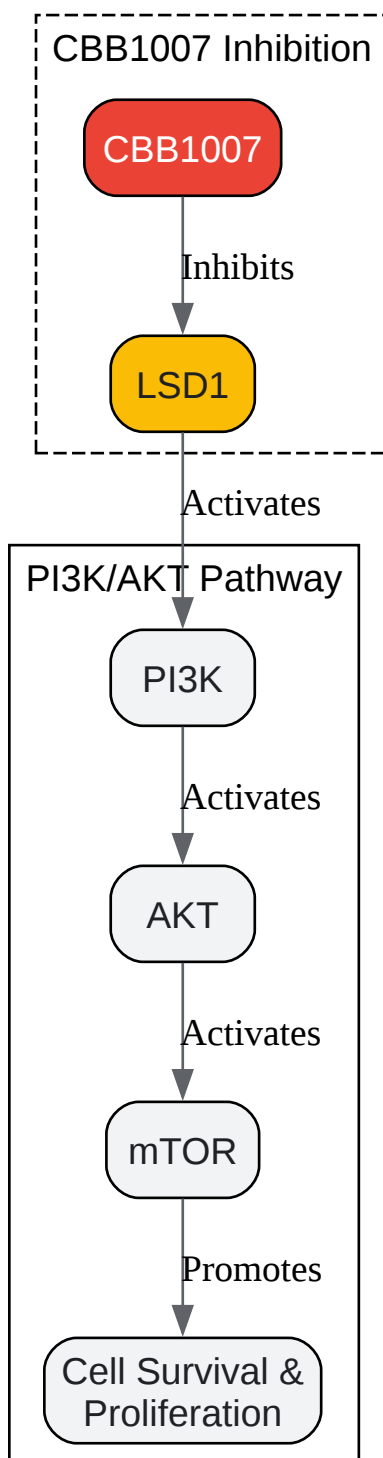 CBB1007 Inhibition
CBB1007
Inhibits
LSD1
Activates
PI3K/AKT Pathway
PI3K
Activates
AKT
Activates
mTOR
Promotes
Cell Survival &
Proliferation